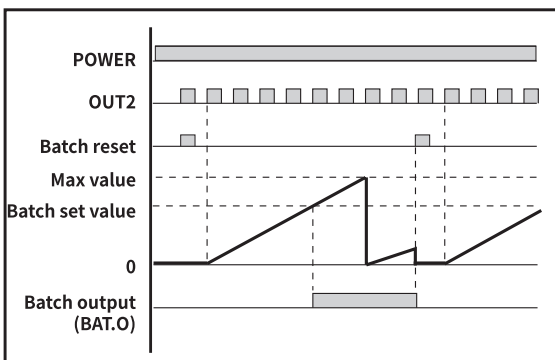 POWER
OUT2
Batch reset
Max value
Batch set value
0
Batch output
(BAT.O)